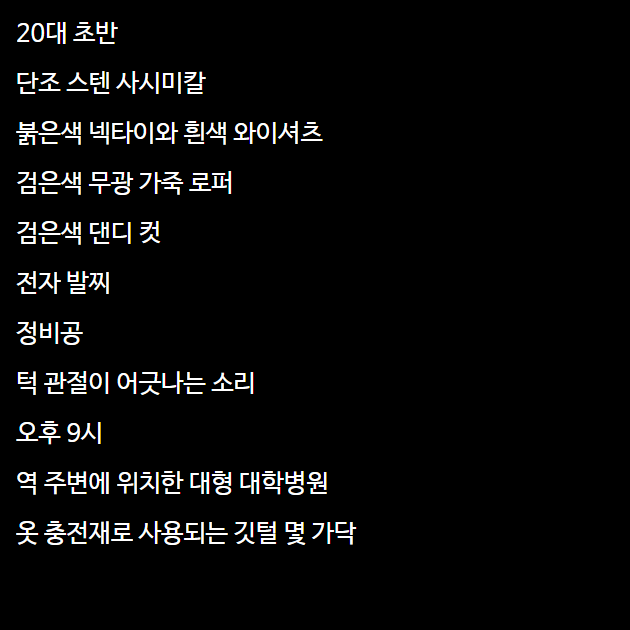 20대 초반
단조 스텐 사시미칼
붉은색 넥타이와 흰색 와이셔츠
검은색 무광 가죽 로퍼
검은색 댄디 컷
전자 발찌
정비공
턱 관절이 어긋나는 소리
오후 9시
역 주변에 위치한 대형 대학병원
옷 충전재로 사용되는 깃털 몇 가닥